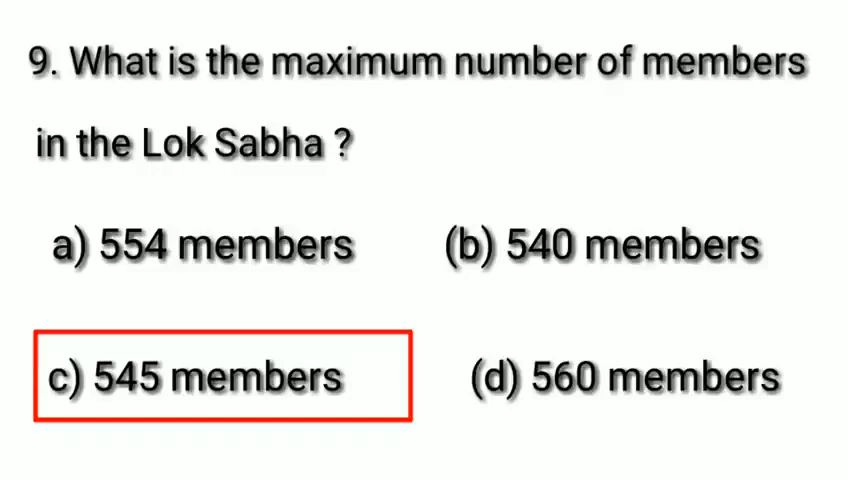 9. What is the maximum number of members
in the Lok Sabha ?
a) 554 members (b) 540 members
c) 545 members (d) 560 members